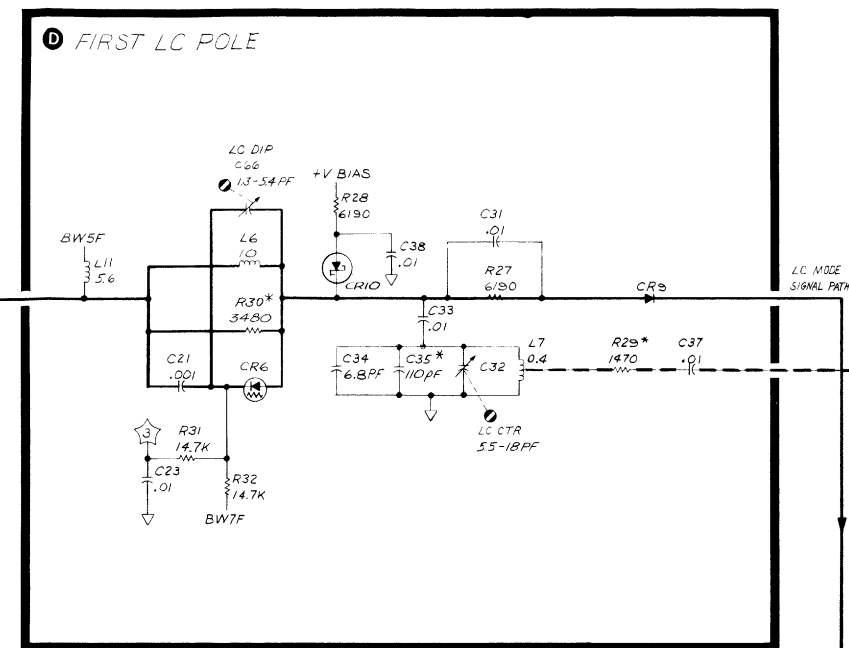 D FIRST LC POLE
LC DIP
C66
1.3-5.4PF
+V BIAS
R28
6190
C31
.01
BW5F
L11
5.6
L6
10
C38
.01
R27
6190
CR10
CR9
LC MODE
SIGNAL PATH
R30*
3480
C33
.01
C21
.001
CR6
C34
6.8PF
C35*
110pF
C32
L7
0.4
R29*
1470
C37
.01
3
R31
14.7K
LC CTR
5.5-18PF
C23
.01
R32
14.7K
BW7F